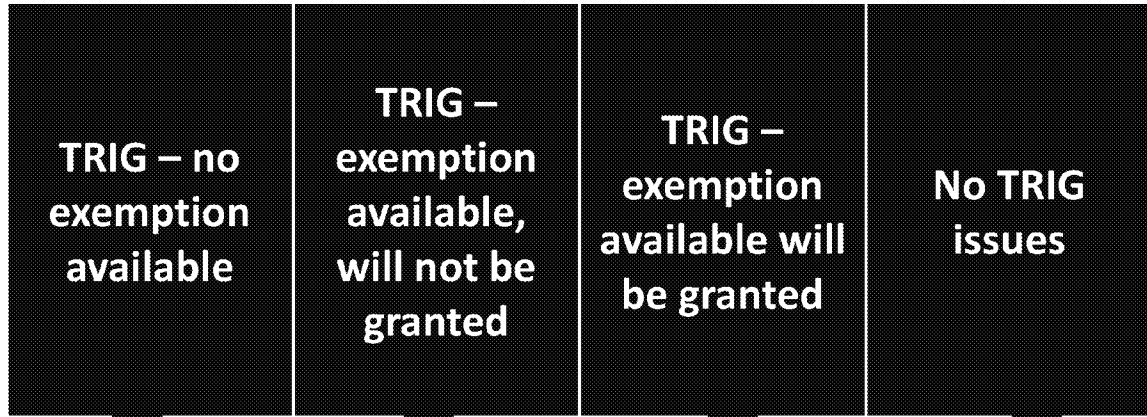 TRIG – no
exemption
available
TRIG –
exemption
available,
will not be
granted
TRIG –
exemption
available will
be granted
No TRIG
issues